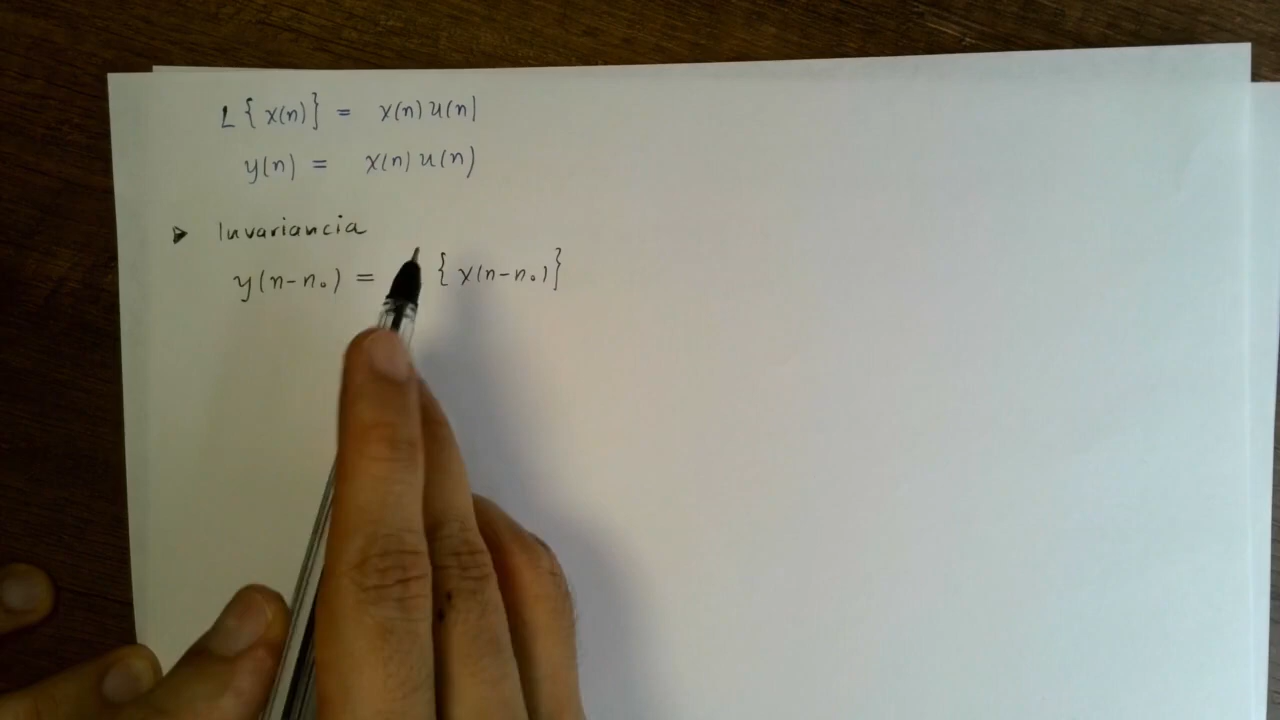 L{x(n)} = x(n)u(n)
y(n) = x(n)u(n)
▸ Invariancia
y(n-n₀) = {x(n-n₀)}